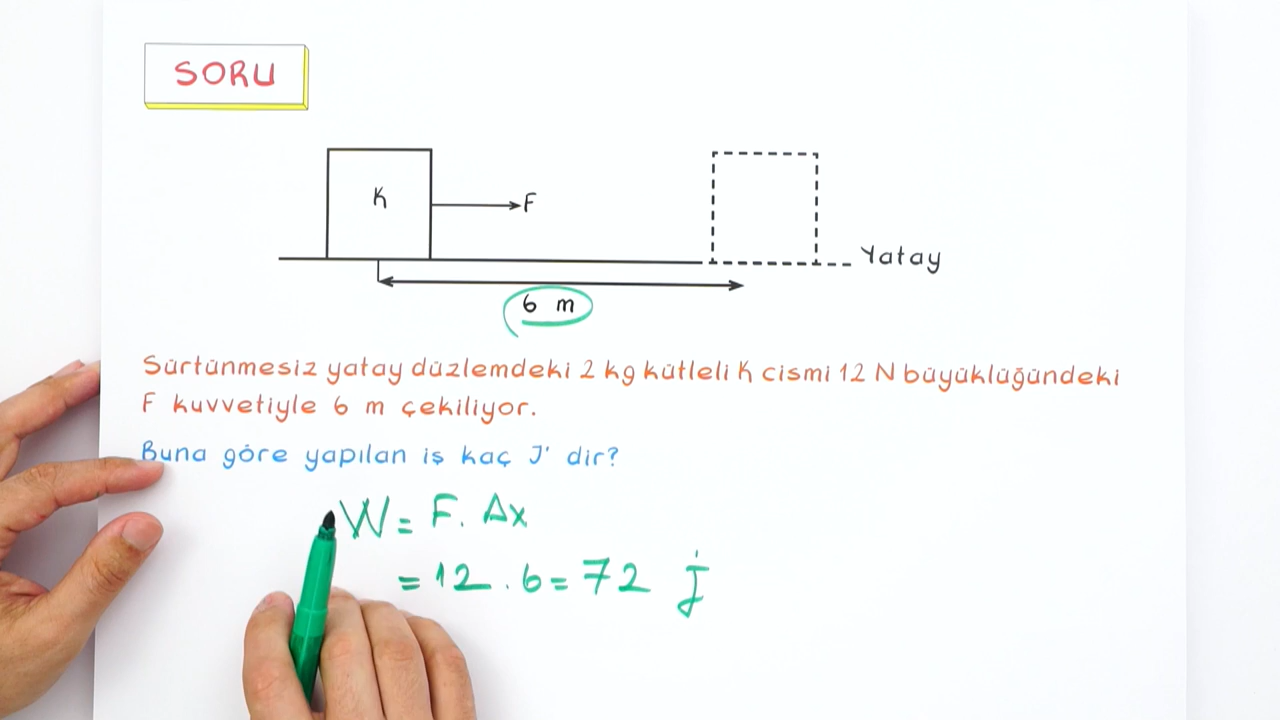 SORU
K
F
Yatay
6 m
Sürtünmesiz yatay düzlemdeki 2 kg kütleli K cismi 12 N büyüklüğündeki
F kuvvetiyle 6 m çekiliyor.
Buna göre yapılan iş kaç J' dir?
W = F. Δx
= 12 . 6 = 72 J